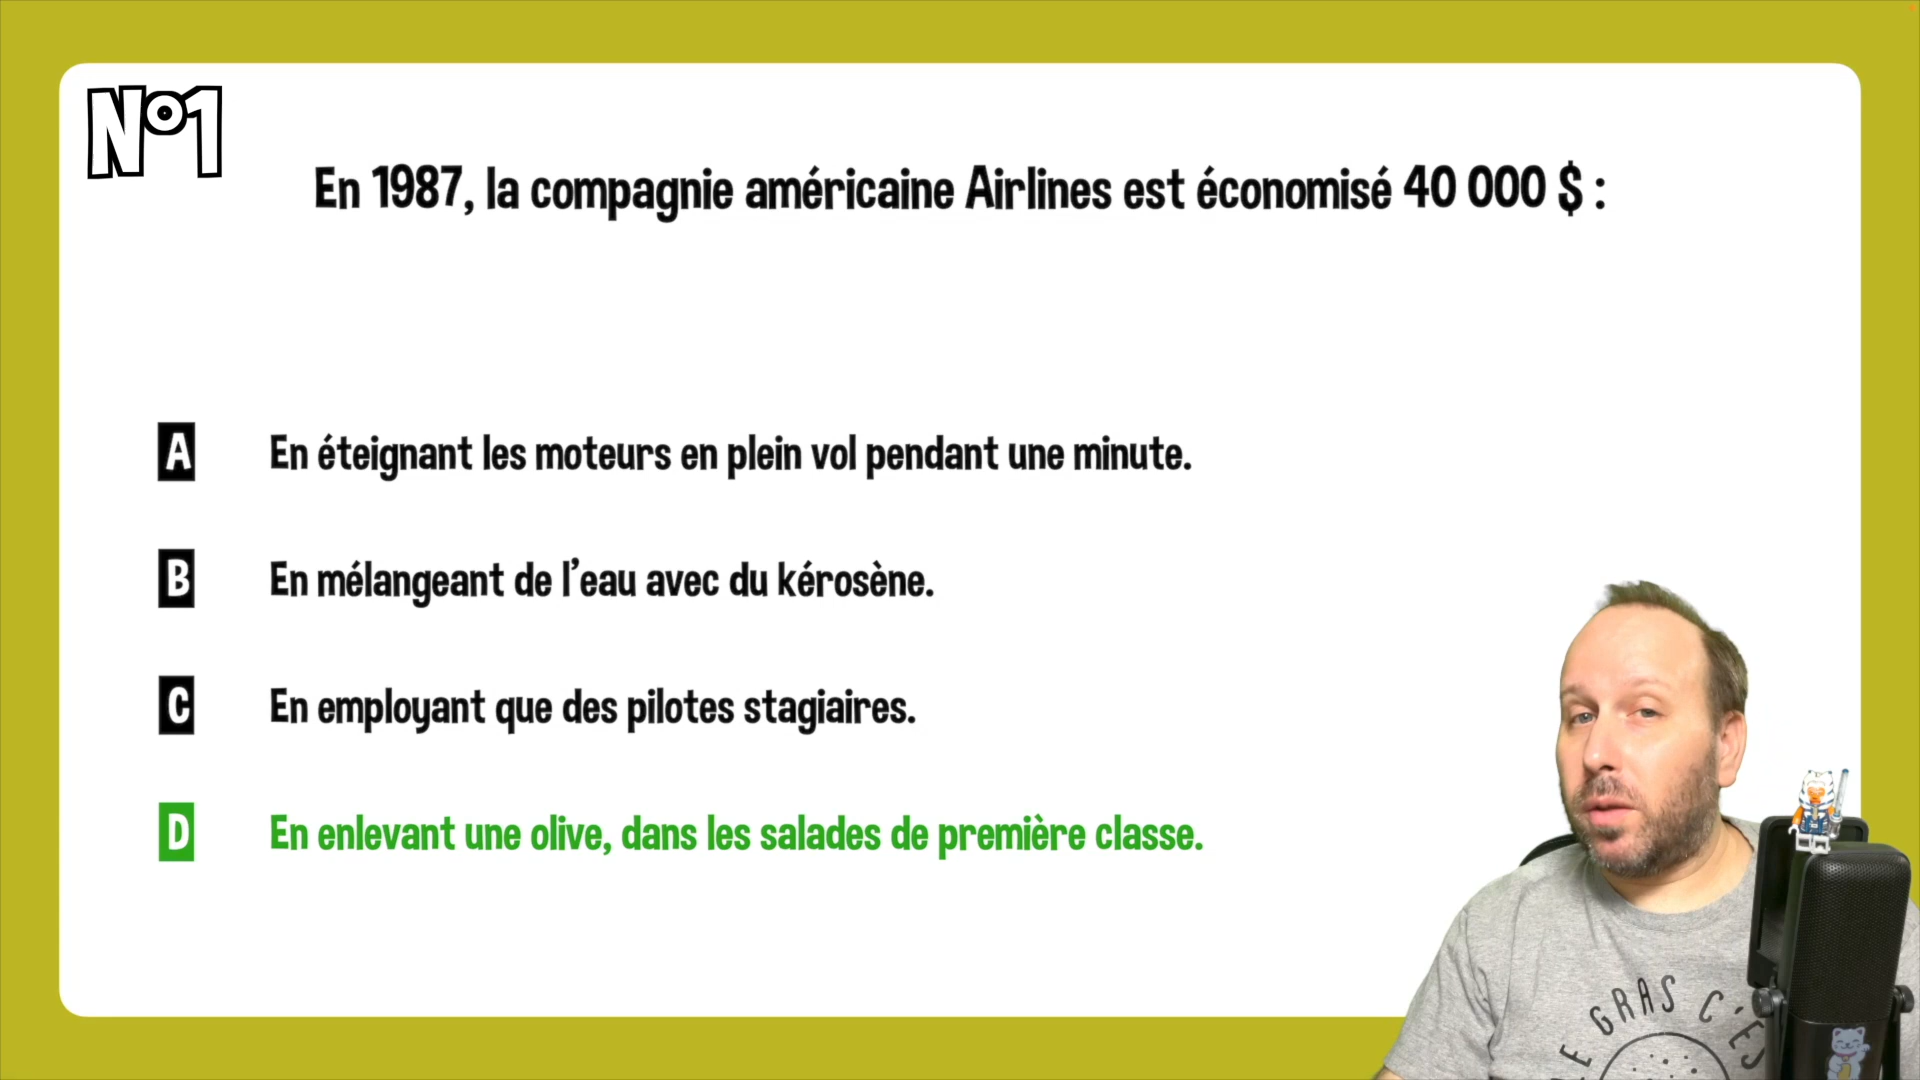 N°1
En 1987, la compagnie américaine Airlines est économisé 40 000 $ :
A En éteignant les moteurs en plein vol pendant une minute.
B En mélangeant de l’eau avec du kérosène.
C En employant que des pilotes stagiaires.
D En enlevant une olive, dans les salades de première classe.
GRAS C'E